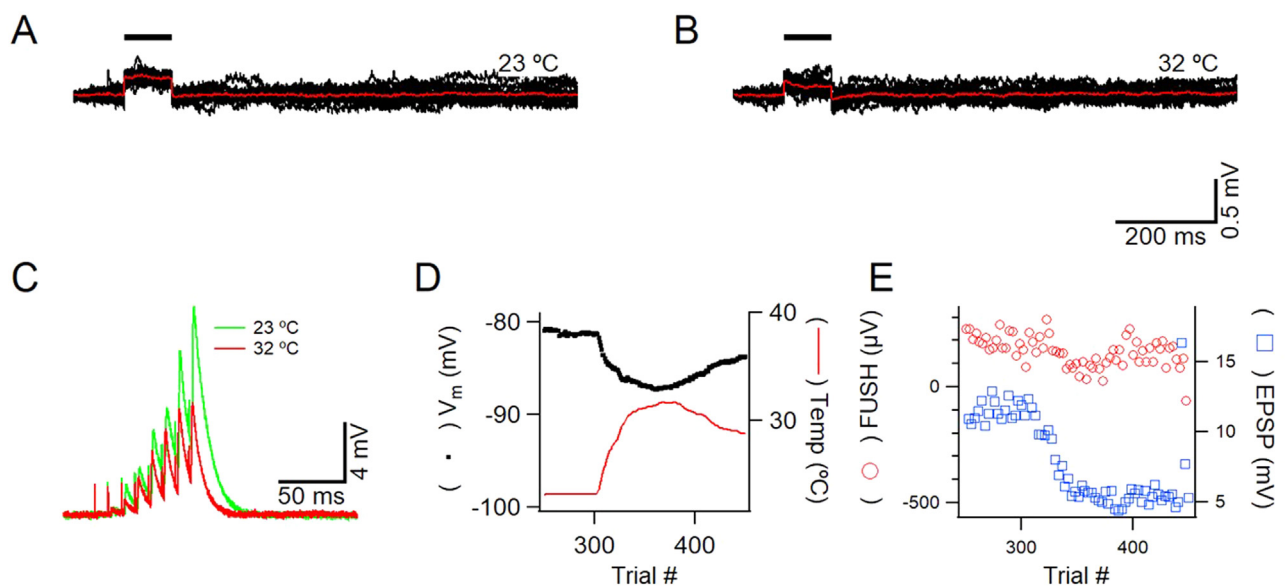 A
23 ºC
B
32 ºC
0.5 mV
200 ms
C
23 ºC
32 ºC
4 mV
50 ms
D
-80
-90
-100
( ) Vm (mV)
40
30
( ) Temp (ºC)
300
400
Trial #
E
( ) FUSH (µV)
0
-500
15
10
5
( ) EPSP (mV)
300
400
Trial #